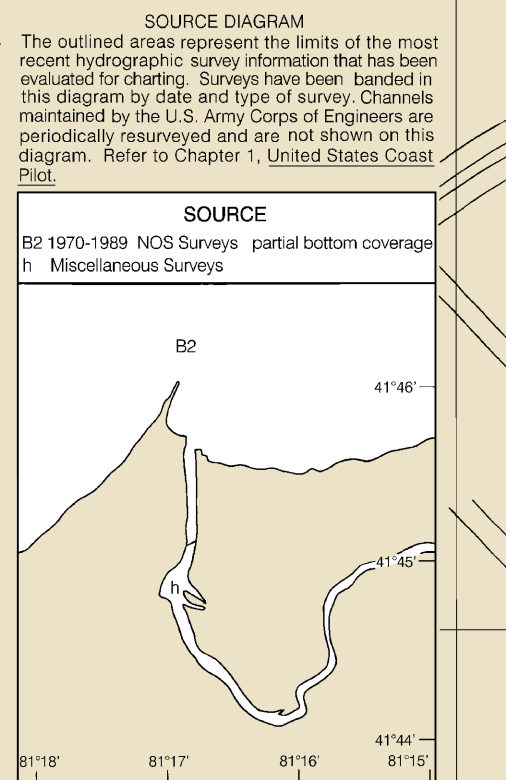 SOURCE DIAGRAM
The outlined areas represent the limits of the most
recent hydrographic survey information that has been
evaluated for charting. Surveys have been banded in
this diagram by date and type of survey. Channels
maintained by the U.S. Army Corps of Engineers are
periodically resurveyed and are not shown on this
diagram. Refer to Chapter 1, United States Coast
Pilot.
SOURCE
B2 1970-1989 NOS Surveys partial bottom coverage
h Miscellaneous Surveys
B2
41°46'
41°45'
h
41°44'
81°18' 81°17' 81°16' 81°15'